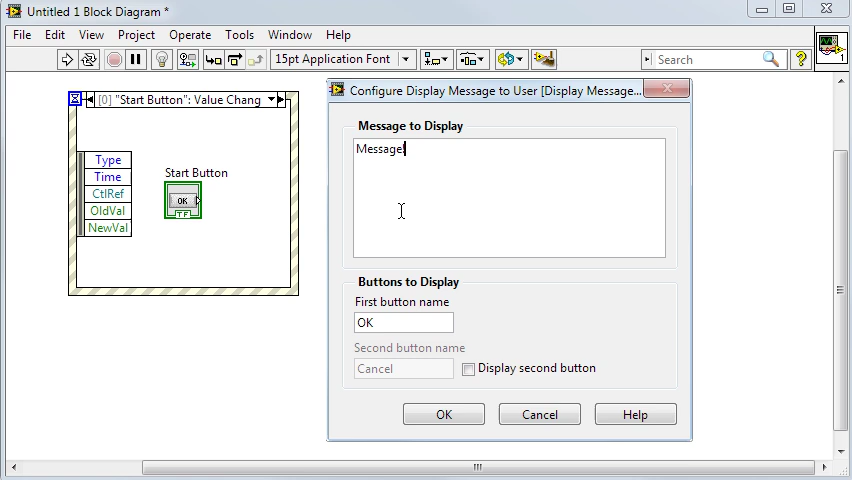 Untitled 1 Block Diagram *
File Edit View Project Operate Tools Window Help
15pt Application Font
Search
?
1
[0] "Start Button": Value Chang
Configure Display Message to User [Display Message...
Message to Display
Message!
Type
Time
CtlRef
OldVal
NewVal
Start Button
OK
TF
Buttons to Display
First button name
OK
Second button name
Cancel
Display second button
OK Cancel Help